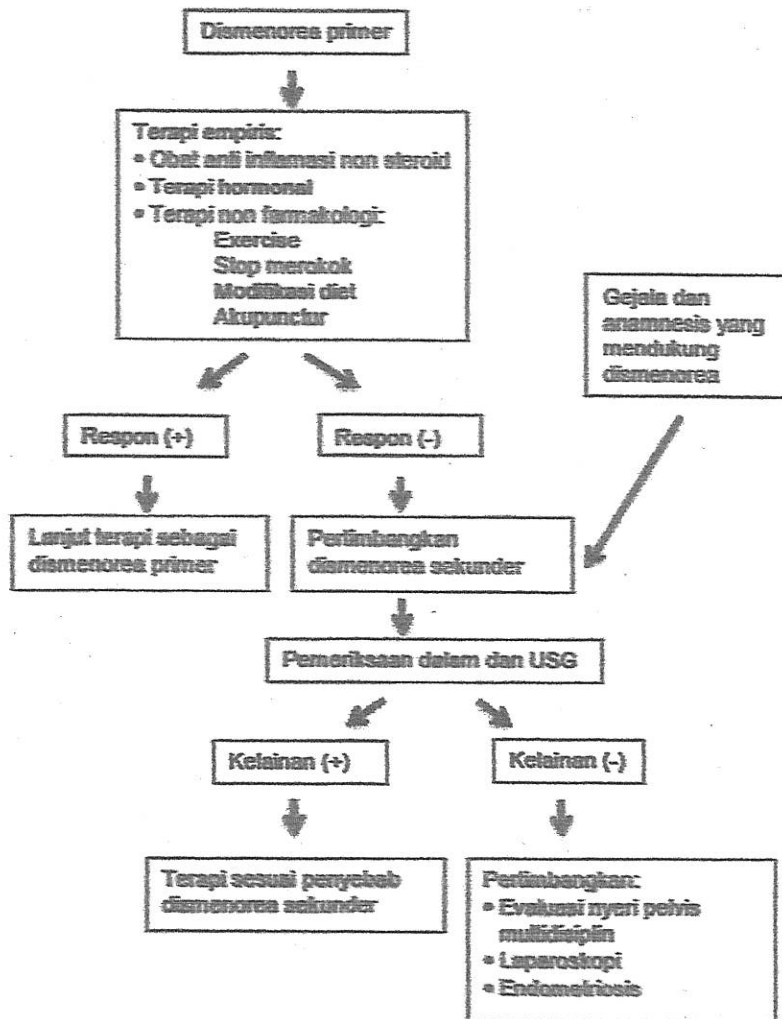 Dismenorea primer
Terapi empiris:
• Obat anti inflamasi non steroid
• Terapi hormonal
• Terapi non farmakologi:
Exercise
Stop merokok
Modifikasi diet
Akupunctur
Gejala dan
anamnesis yang
mendukung
dismenorea
Respon (+)
Respon (-)
Lanjut terapi sebagai
dismenorea primer
Pertimbangkan
dismenorea sekunder
Pemeriksaan dalam dan USG
Kelainan (+)
Kelainan (-)
Terapi sesuai penyebab
dismenorea sekunder
Pertimbangkan:
• Evaluasi nyeri pelvis
multidisiplin
• Laparoskopi
• Endometriosis